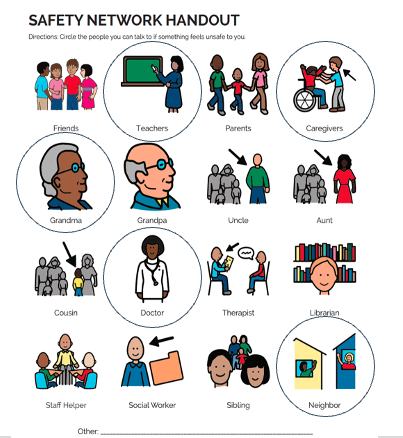 SAFETY NETWORK HANDOUT
Directions: Circle the people you can talk to if something feels unsafe to you.
Friends Teachers Parents Caregivers
Grandma Grandpa Uncle Aunt
Cousin Doctor Therapist Librarian
Staff Helper Social Worker Sibling Neighbor
Other: